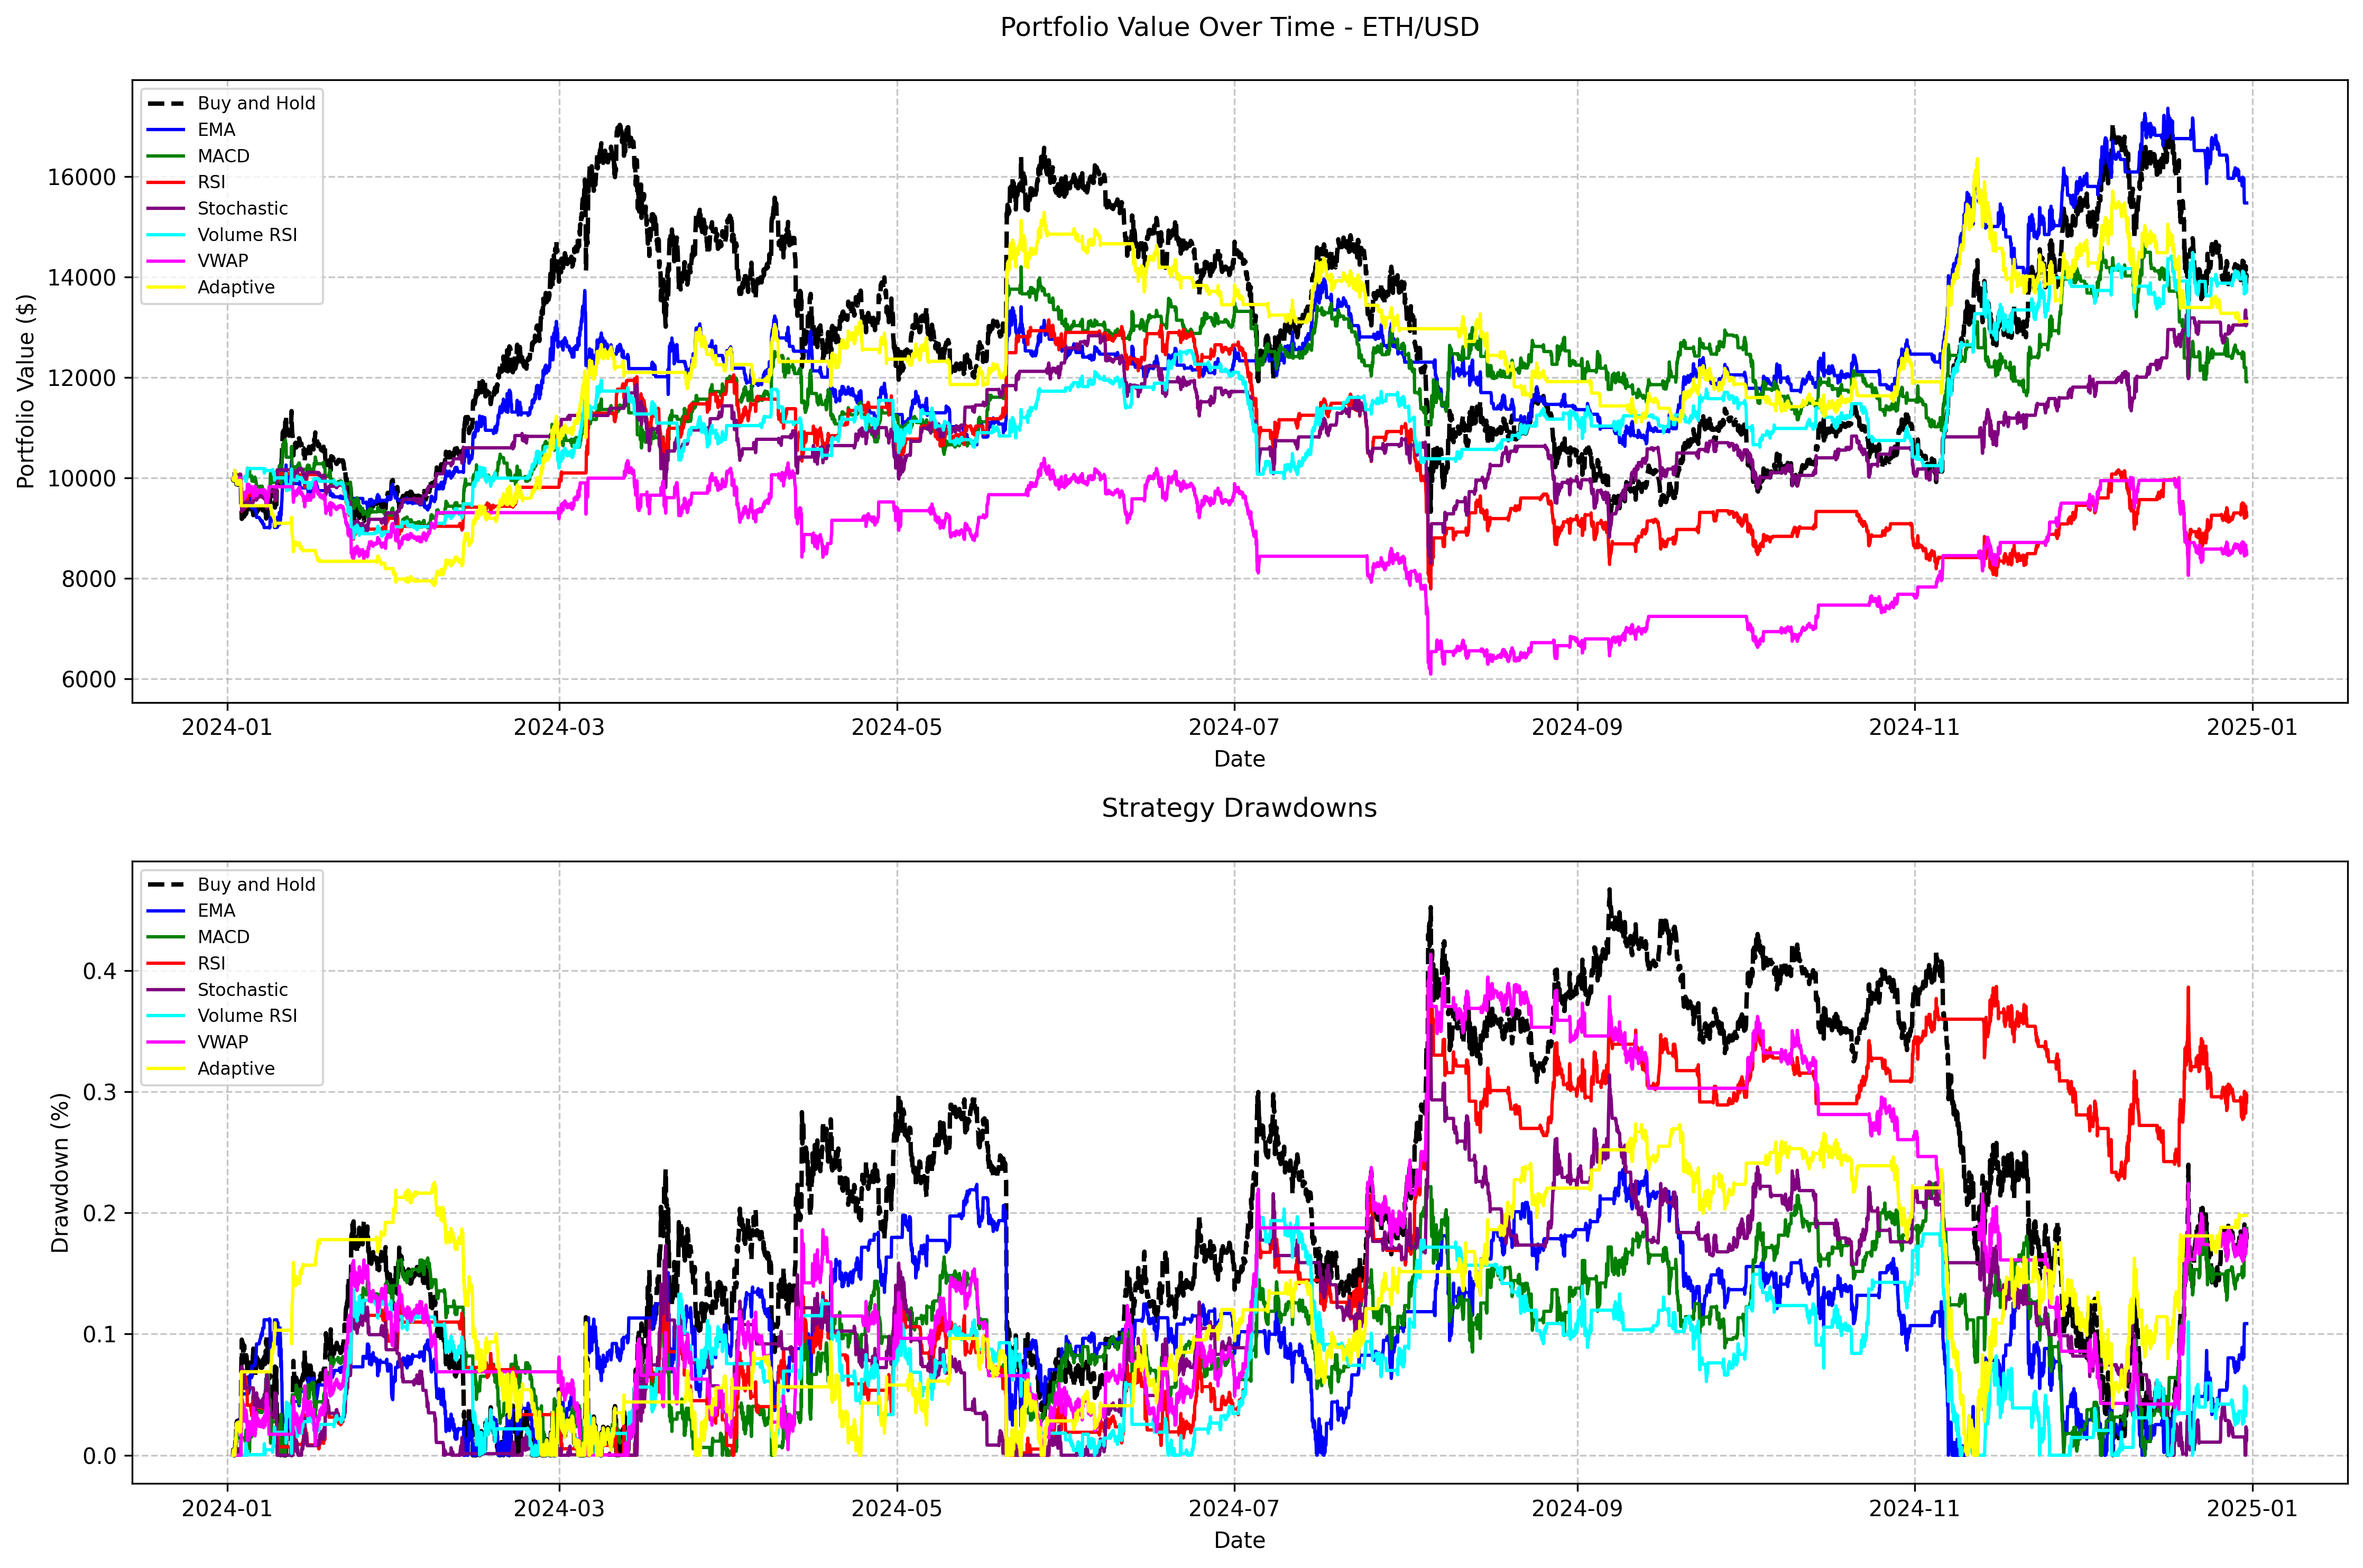 Portfolio Value Over Time - ETH/USD
Portfolio Value ($)
16000
14000
12000
10000
8000
6000
Buy and Hold
EMA
MACD
RSI
Stochastic
Volume RSI
VWAP
Adaptive
2024-01 2024-03 2024-05 2024-07 2024-09 2024-11 2025-01
Date
Strategy Drawdowns
Drawdown (%)
0.4
0.3
0.2
0.1
0.0
Buy and Hold
EMA
MACD
RSI
Stochastic
Volume RSI
VWAP
Adaptive
2024-01 2024-03 2024-05 2024-07 2024-09 2024-11 2025-01
Date